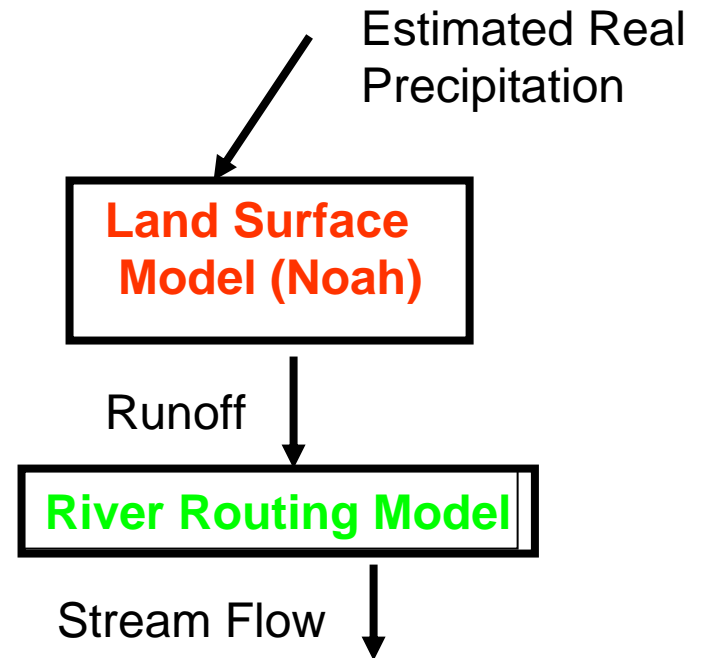 Estimated Real
Precipitation
Land Surface
Model (Noah)
Runoff
River Routing Model
Stream Flow